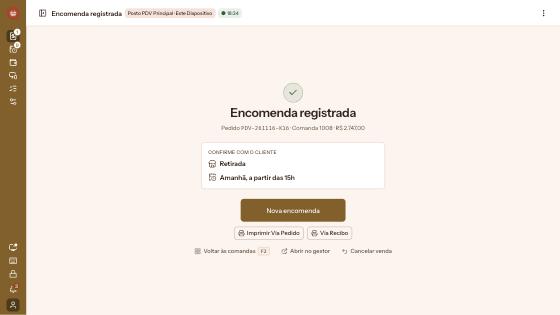 Encomenda registrada
Posto PDV Principal · Este Dispositivo
18:34
Encomenda registrada
Pedido PDV-261116-K16 · Comanda 1008 · R$ 2.747,00
CONFIRME COM O CLIENTE
Retirada
Amanhã, a partir das 15h
Nova encomenda
Imprimir Via Pedido
Via Recibo
Voltar às comandas F2
Abrir no gestor
Cancelar venda